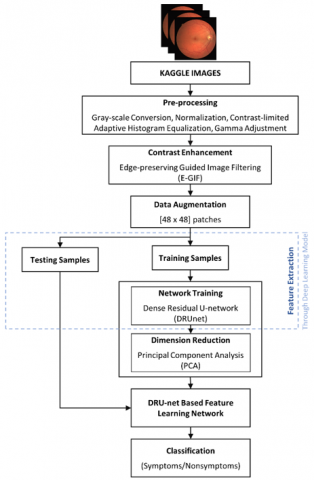 KAGGLE IMAGES
Pre-processing
Gray-scale Conversion, Normalization, Contrast-limited
Adaptive Histogram Equalization, Gamma Adjustment
Contrast Enhancement
Edge-preserving Guided Image Filtering
(E-GIF)
Data Augmentation
[48 x 48] patches
Testing Samples
Training Samples
Feature Extraction
Through Deep Learning Model
Network Training
Dense Residual U-network
(DRUnet)
Dimension Reduction
Principal Component Analysis
(PCA)
DRU-net Based Feature
Learning Network
Classification
(Symptoms/Nonsymptoms)